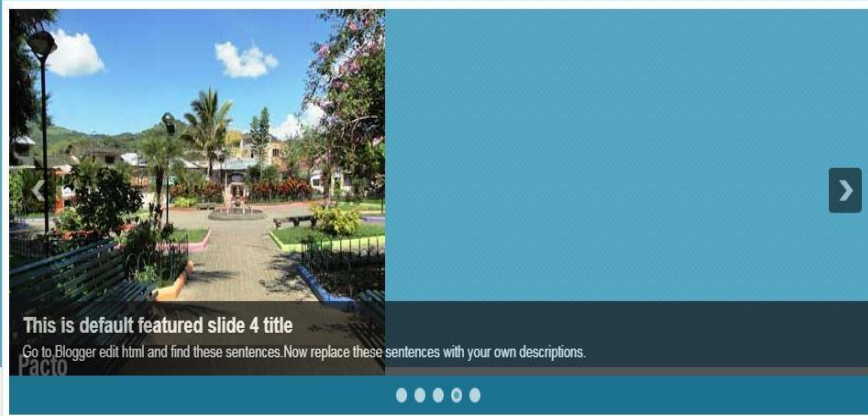 This is default featured slide 4 title
Go to Blogger edit html and find these sentences.Now replace these sentences with your own descriptions.
Pacto